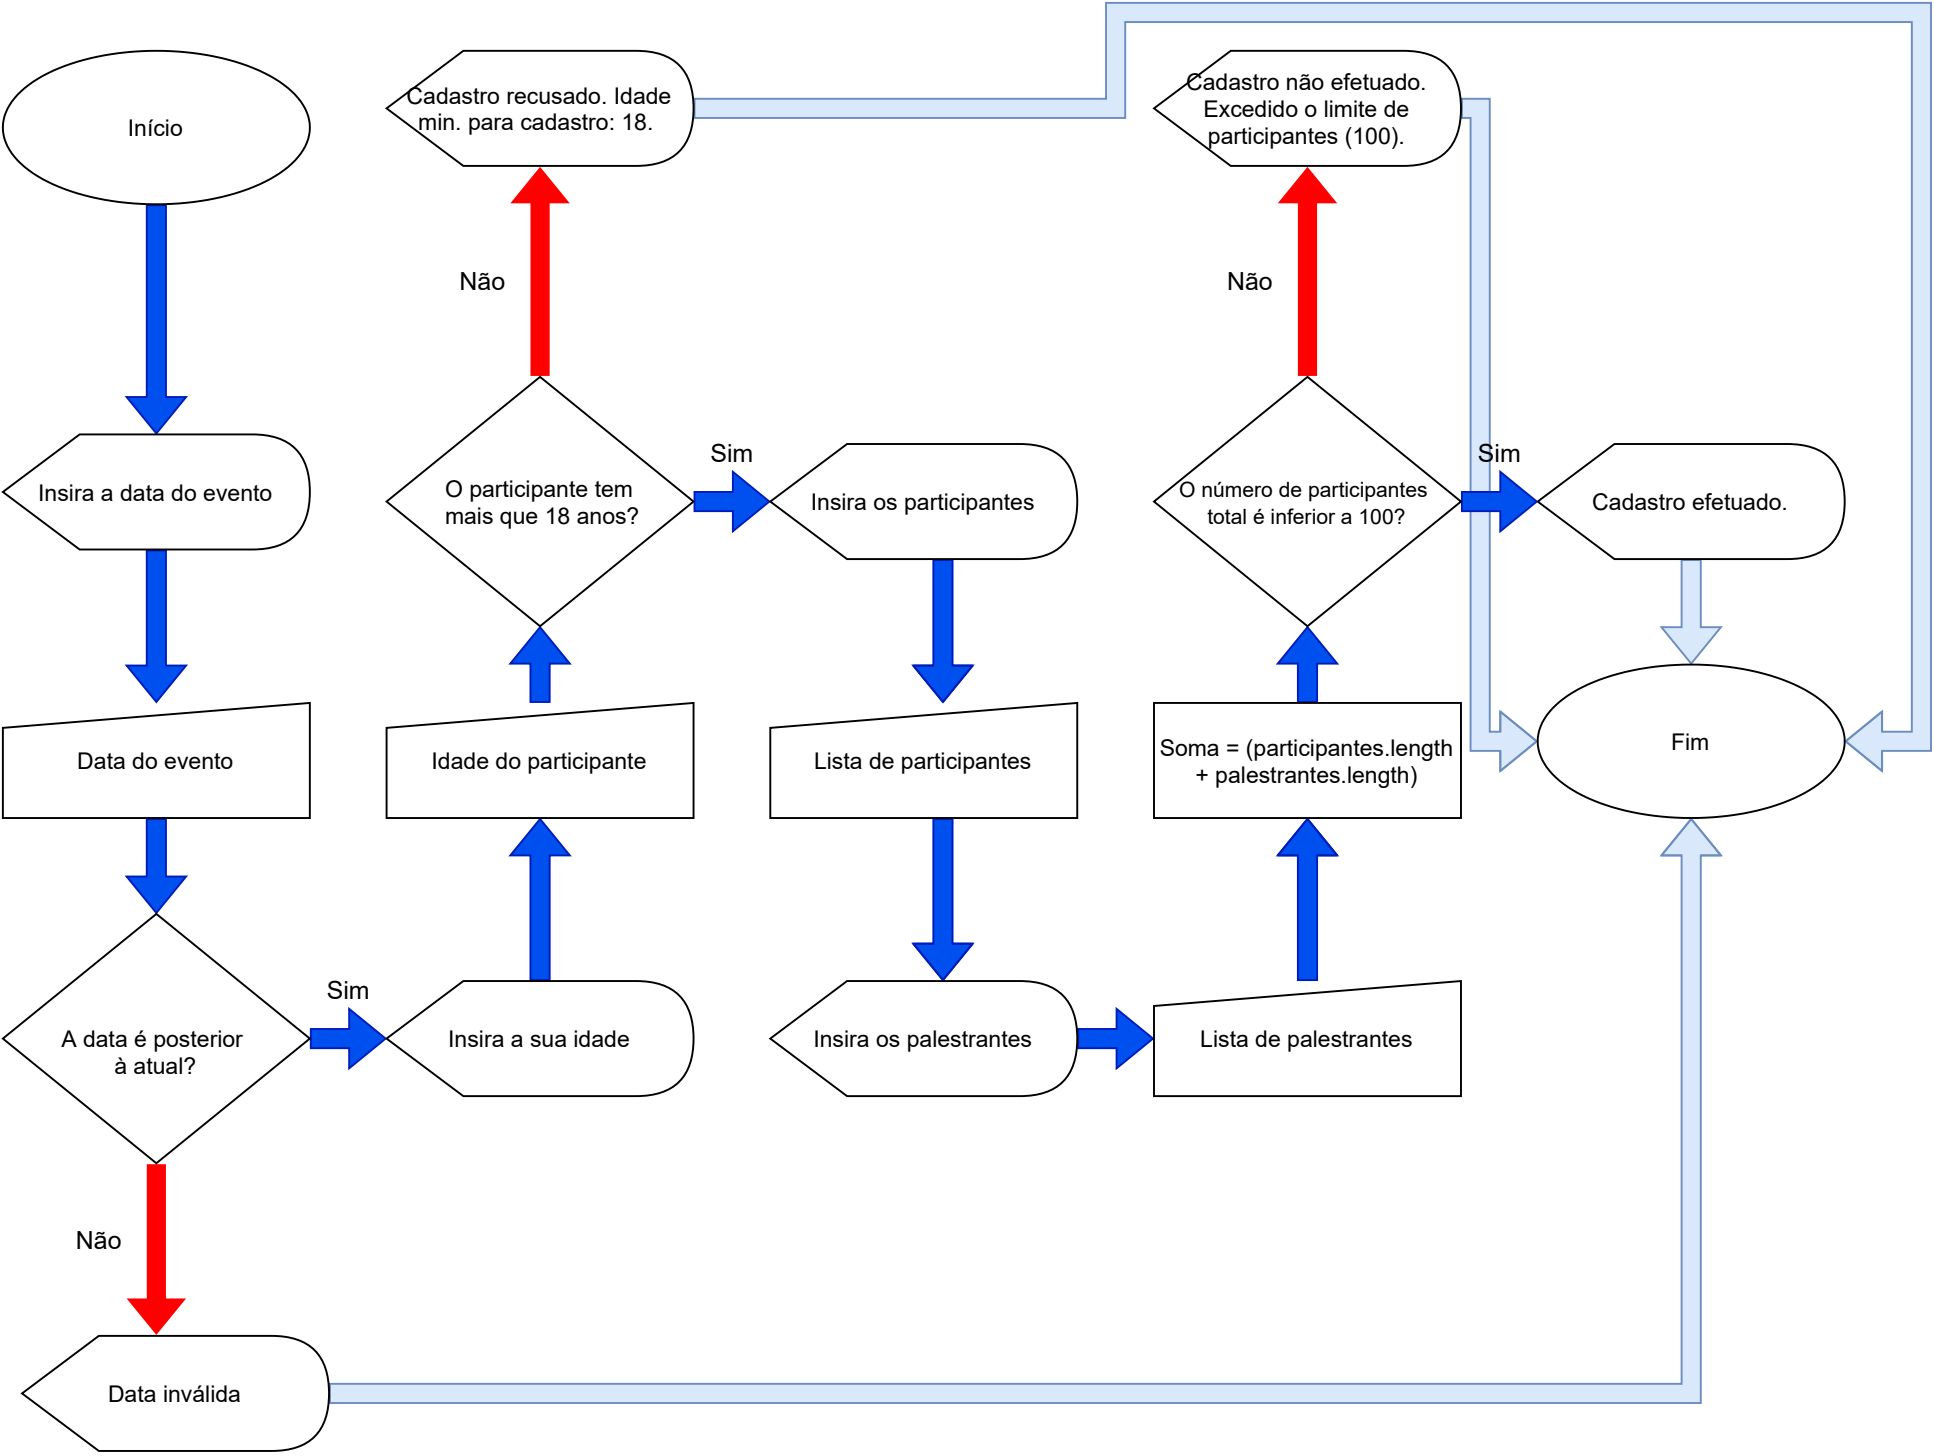 Início
Insira a data do evento
Data do evento
A data é posterior
à atual?
Não
Data inválida
Sim
Insira a sua idade
Idade do participante
O participante tem
mais que 18 anos?
Não
Cadastro recusado. Idade
min. para cadastro: 18.
Sim
Insira os participantes
Lista de participantes
Insira os palestrantes
Lista de palestrantes
Soma = (participantes.length
+ palestrantes.length)
O número de participantes
total é inferior a 100?
Não
Cadastro não efetuado.
Excedido o limite de
participantes (100).
Sim
Cadastro efetuado.
Fim